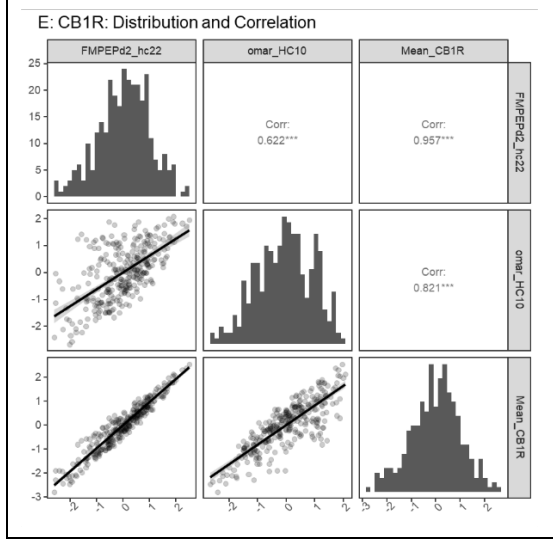 E: CB1R: Distribution and Correlation
FMPEPd2_hc22 omar_HC10 Mean_CB1R
25
20
15
10
5
0
Corr:
0.622***
Corr:
0.957***
FMPEPd2_hc22
2
1
0
-1
-2
Corr:
0.821***
omar_HC10
2
1
0
-1
-2
-3
Mean_CB1R
-2 -1 0 1 2 -2 -1 0 1 2 -3 -2 -1 0 1 2